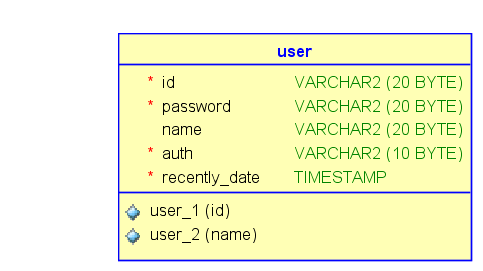 user
* id VARCHAR2 (20 BYTE)
* password VARCHAR2 (20 BYTE)
name VARCHAR2 (20 BYTE)
* auth VARCHAR2 (10 BYTE)
* recently_date TIMESTAMP
user_1 (id)
user_2 (name)